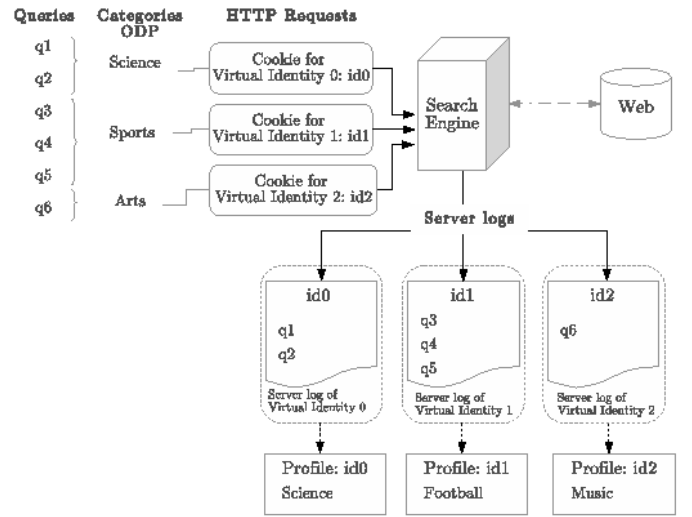 Queries Categories HTTP Requests
ODP
q1
q2
q3
q4
q5
q6
Science
Sports
Arts
Cookie for
Virtual Identity 0: id0
Cookie for
Virtual Identity 1: id1
Cookie for
Virtual Identity 2: id2
Search
Engine
Web
Server logs
id0
q1
q2
Server log of
Virtual Identity 0
id1
q3
q4
q5
Server log of
Virtual Identity 1
id2
q6
Server log of
Virtual Identity 2
Profile: id0
Science
Profile: id1
Football
Profile: id2
Music